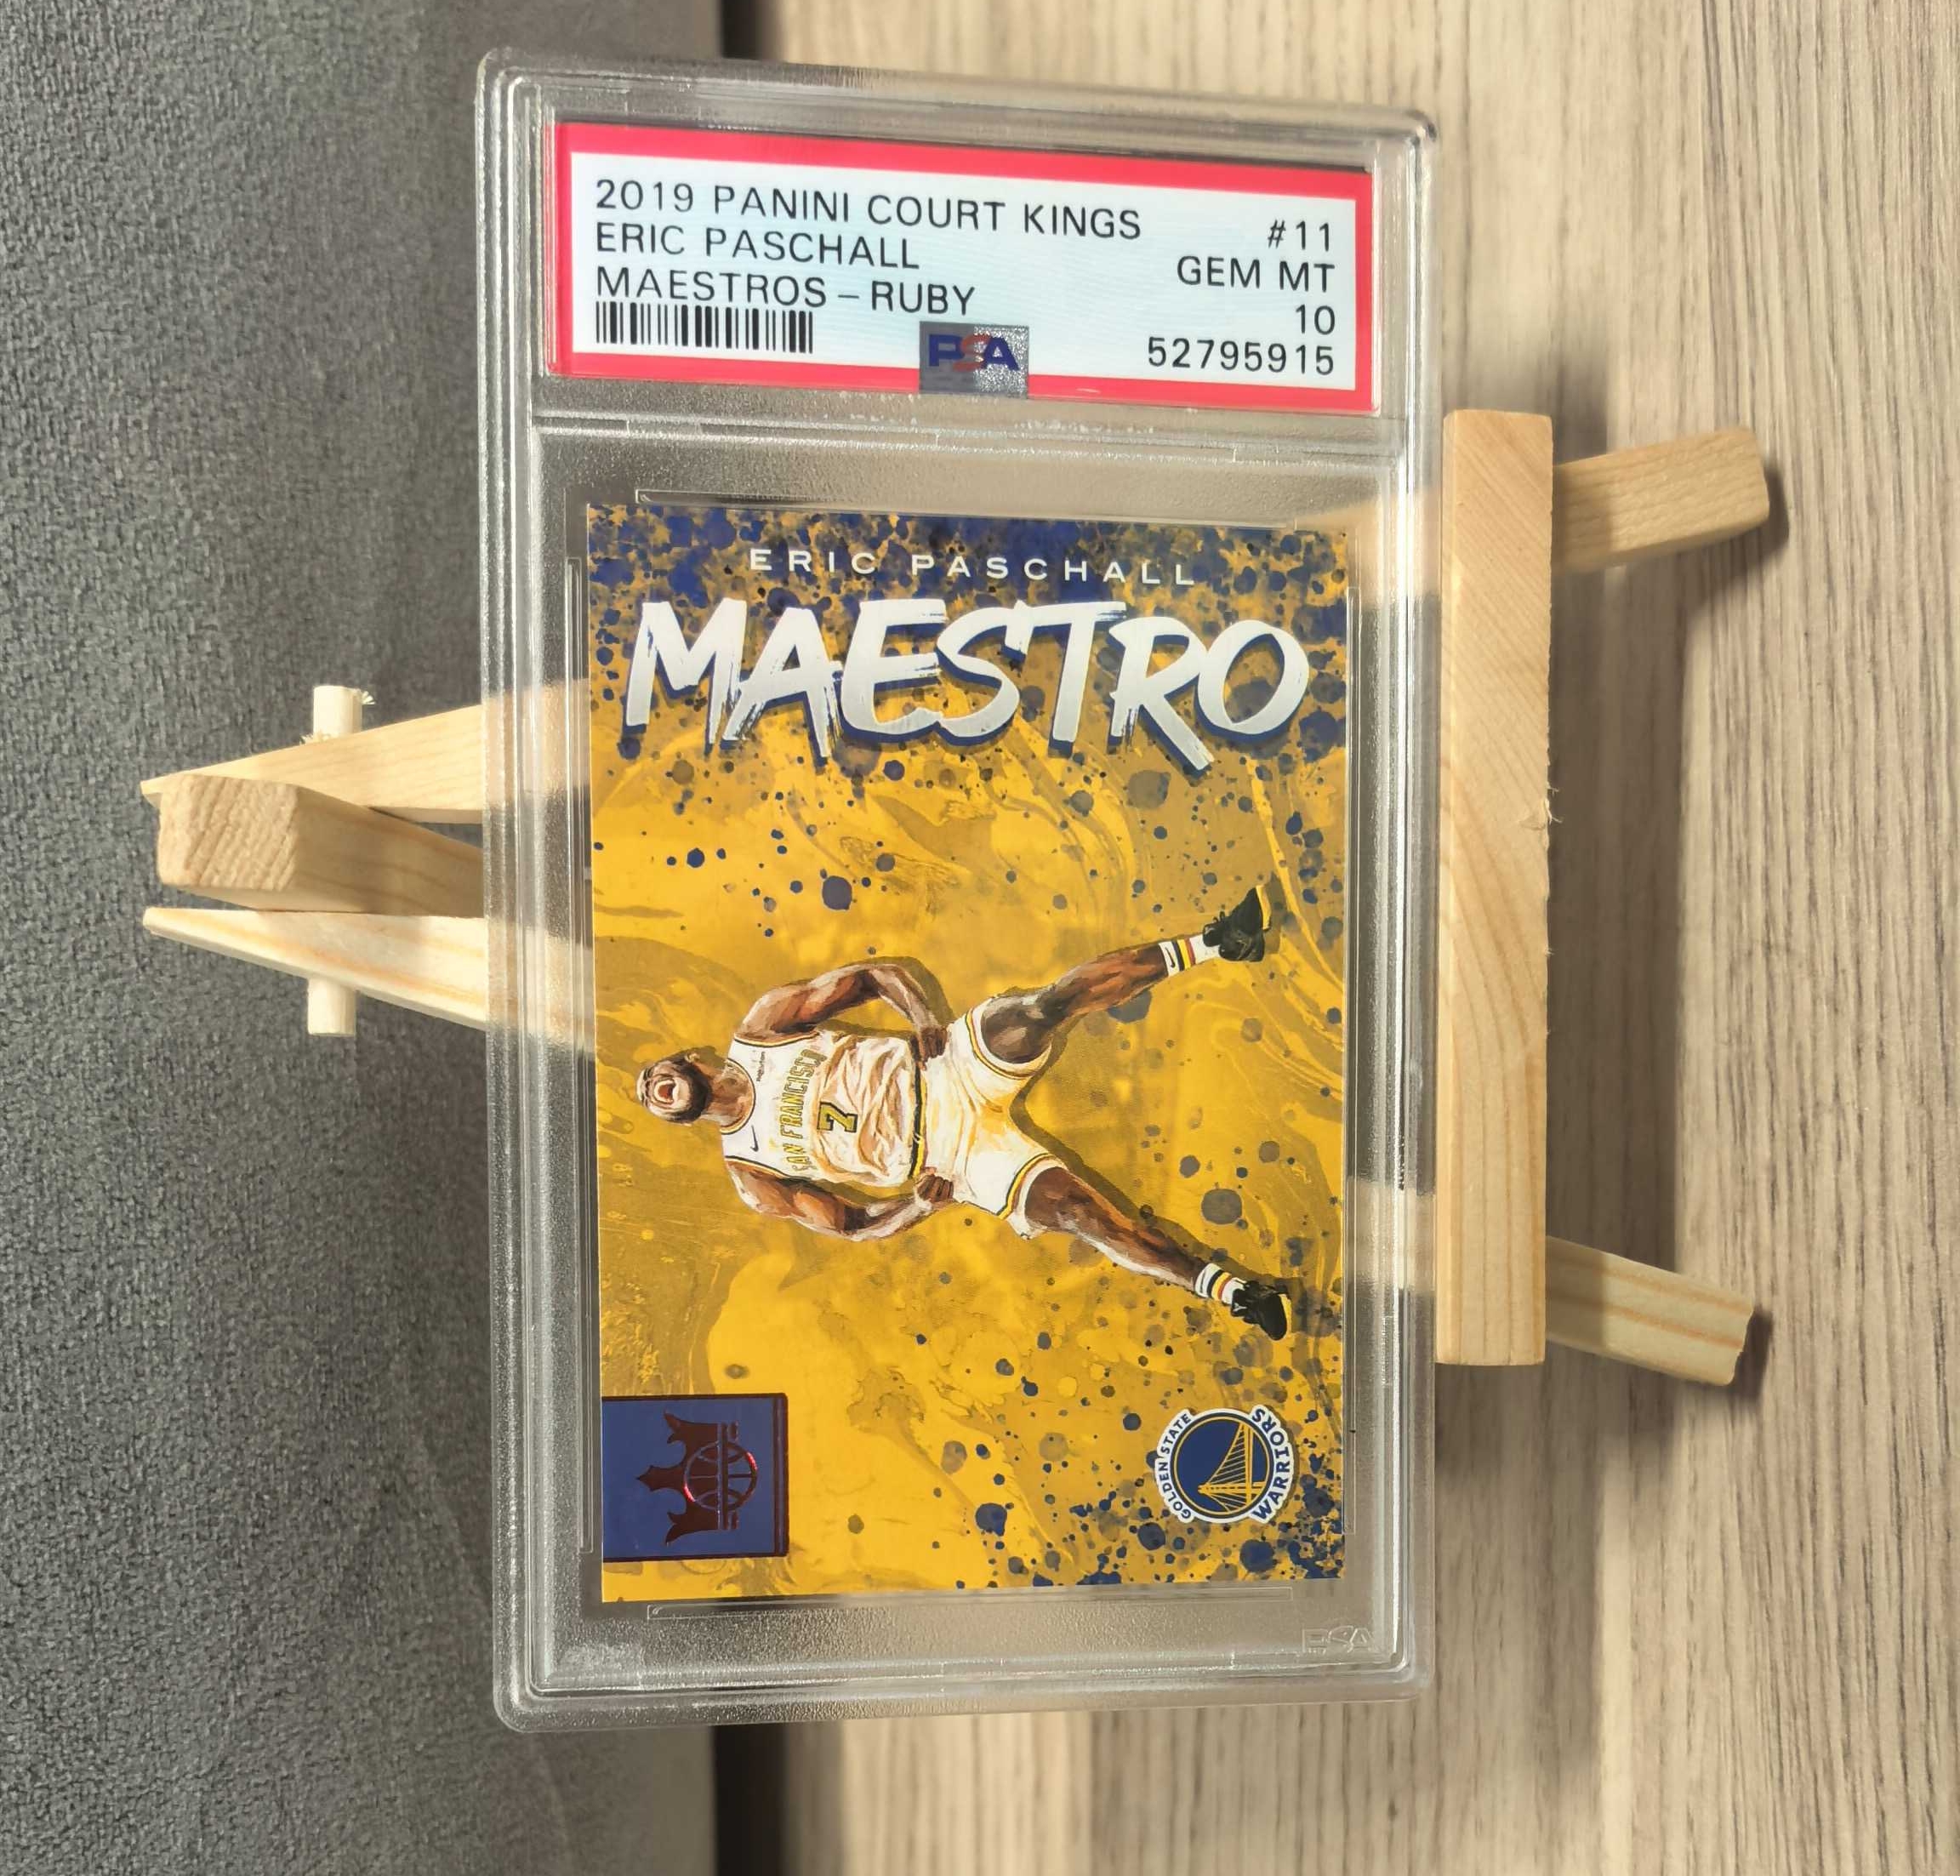 2019 PANINI COURT KINGS #11
ERIC PASCHALL GEM MT
MAESTROS – RUBY 10
PSA 52795915
ERIC PASCHALL
MAESTRO
SAN FRANCISCO
7
GOLDEN STATE
WARRIORS
PSA